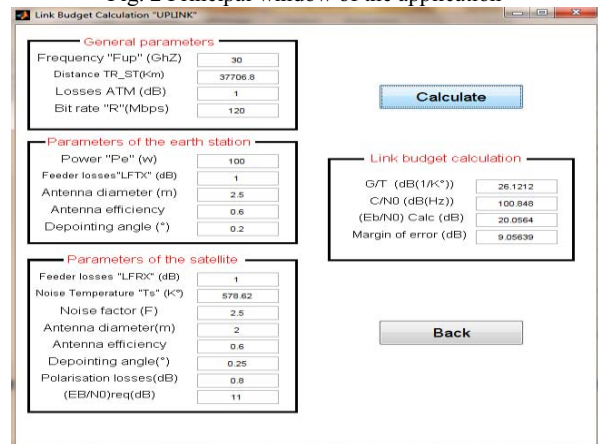 Fig. 2 Principal window of the application
Link Budget Calculation "UPLINK"
General parameters
Frequency "Fup" (GhZ) 30
Distance TR_ST(Km) 37706.8
Losses ATM (dB) 1
Bit rate "R"(Mbps) 120
Parameters of the earth station
Power "Pe" (w) 100
Feeder losses"LFTX" (dB) 1
Antenna diameter (m) 2.5
Antenna efficiency 0.6
Depointing angle (°) 0.2
Parameters of the satellite
Feeder losses "LFRX" (dB) 1
Noise Temperature "Ts" (K°) 578.62
Noise factor (F) 2.5
Antenna diameter(m) 2
Antenna efficiency 0.6
Depointing angle(°) 0.25
Polarisation losses(dB) 0.8
(EB/N0)req(dB) 11
Calculate
Link budget calculation
G/T (dB(1/K°)) 26.1212
C/N0 (dB(Hz)) 100.848
(Eb/N0) Calc (dB) 20.0564
Margin of error (dB) 9.05639
Back